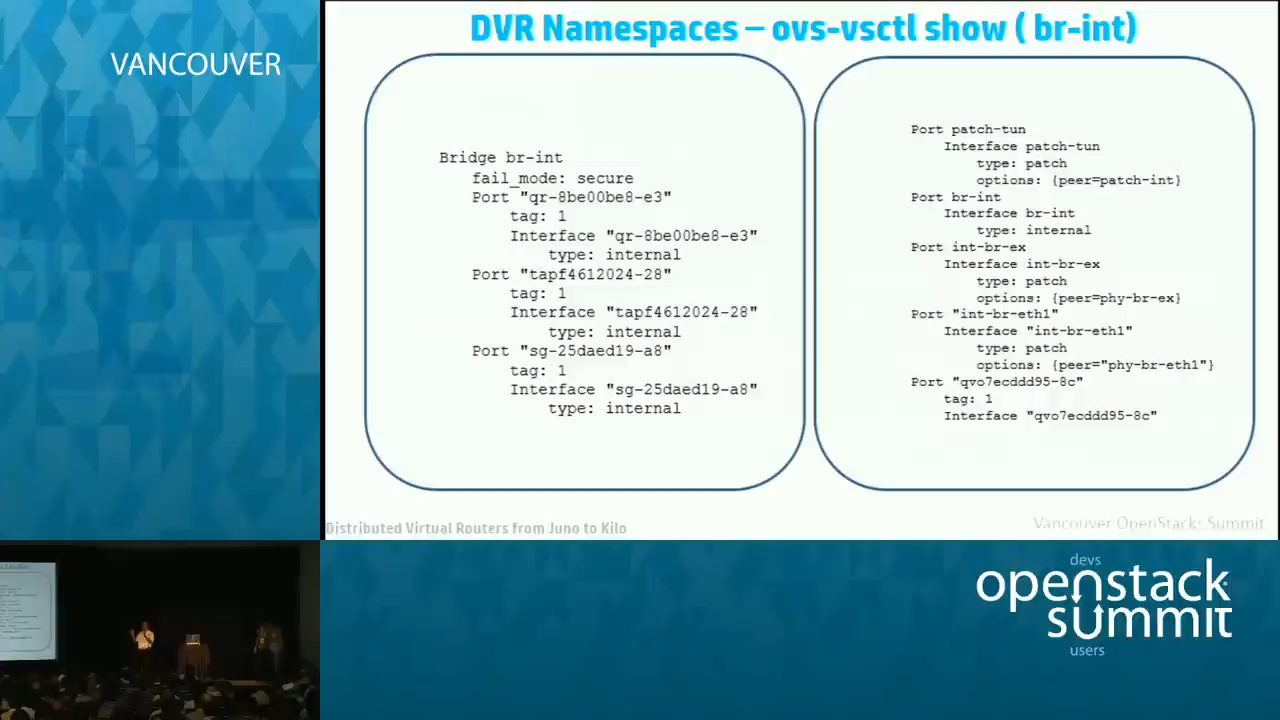 VANCOUVER
DVR Namespaces – ovs-vsctl show ( br-int)
Bridge br-int
fail_mode: secure
Port "qr-8be00be8-e3"
tag: 1
Interface "qr-8be00be8-e3"
type: internal
Port "tapf4612024-28"
tag: 1
Interface "tapf4612024-28"
type: internal
Port "sg-25daed19-a8"
tag: 1
Interface "sg-25daed19-a8"
type: internal
Port patch-tun
Interface patch-tun
type: patch
options: {peer=patch-int}
Port br-int
Interface br-int
type: internal
Port int-br-ex
Interface int-br-ex
type: patch
options: {peer=phy-br-ex}
Port "int-br-eth1"
Interface "int-br-eth1"
type: patch
options: {peer="phy-br-eth1"}
Port "qvo7ecddd95-8c"
tag: 1
Interface "qvo7ecddd95-8c"
Distributed Virtual Routers from Juno to Kilo
Vancouver OpenStack: Summit
devs
openstack
summit
users